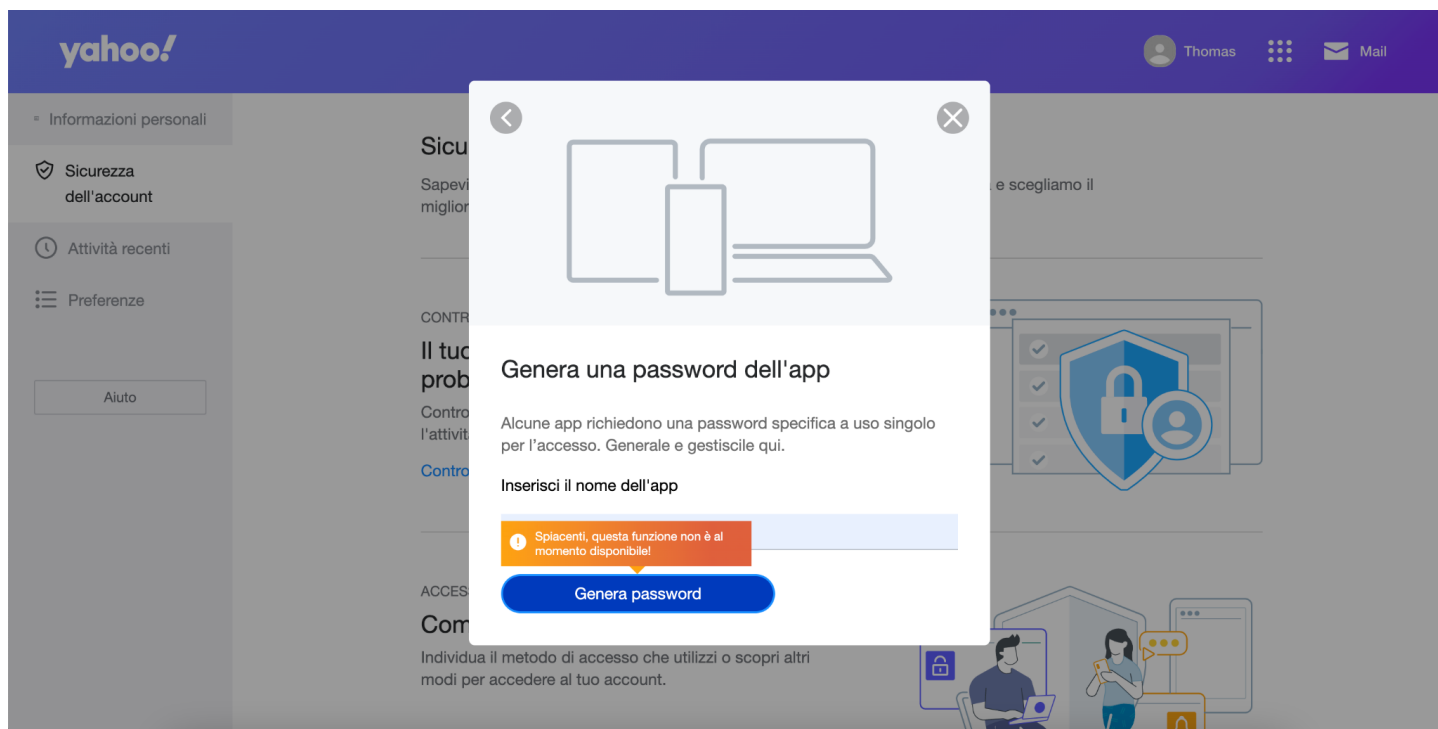 yahoo!
Thomas
Mail
Informazioni personali
Sicurezza
dell'account
Attività recenti
Preferenze
Aiuto
Sicu
Sapevi
e scegliamo il
miglior
CONTR
Il tuo
prob
Contro
l'attivit
Contro
Genera una password dell'app
Alcune app richiedono una password specifica a uso singolo
per l'accesso. Generale e gestiscile qui.
Inserisci il nome dell'app
Spiacenti, questa funzione non è al
momento disponibile!
Genera password
ACCES
Com
Individua il metodo di accesso che utilizzi o scopri altri
modi per accedere al tuo account.